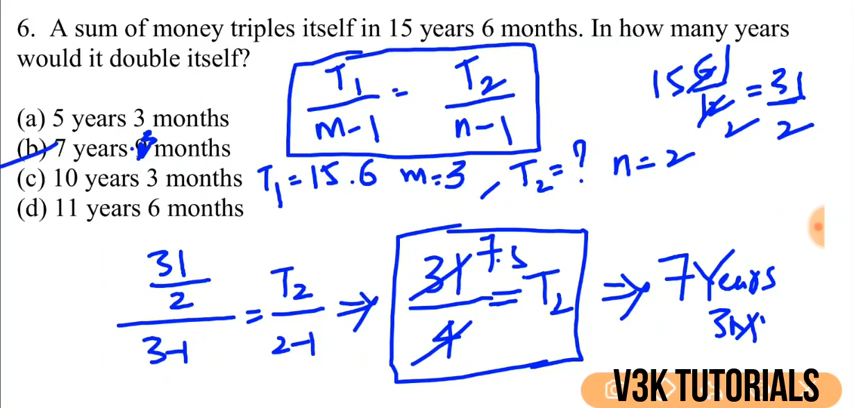 6. A sum of money triples itself in 15 years 6 months. In how many years
would it double itself?
T₁/m-1 = T₂/n-1
15 6/12 = 31/2
(a) 5 years 3 months
(b) 7 years months
(c) 10 years 3 months
(d) 11 years 6 months
T₁ = 15.6 m=3, T₂=? n=2
31/2/3-1 = T₂/2-1 ⇒ 31/4 = T₂ ⇒ 7 Years
7.5
V3K TUTORIALS